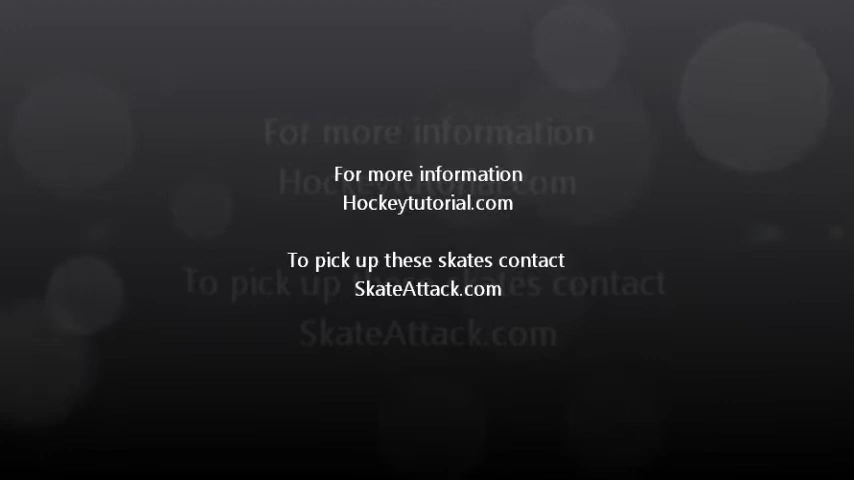 For more information
Hockeytutorial.com
To pick up these skates contact
SkateAttack.com